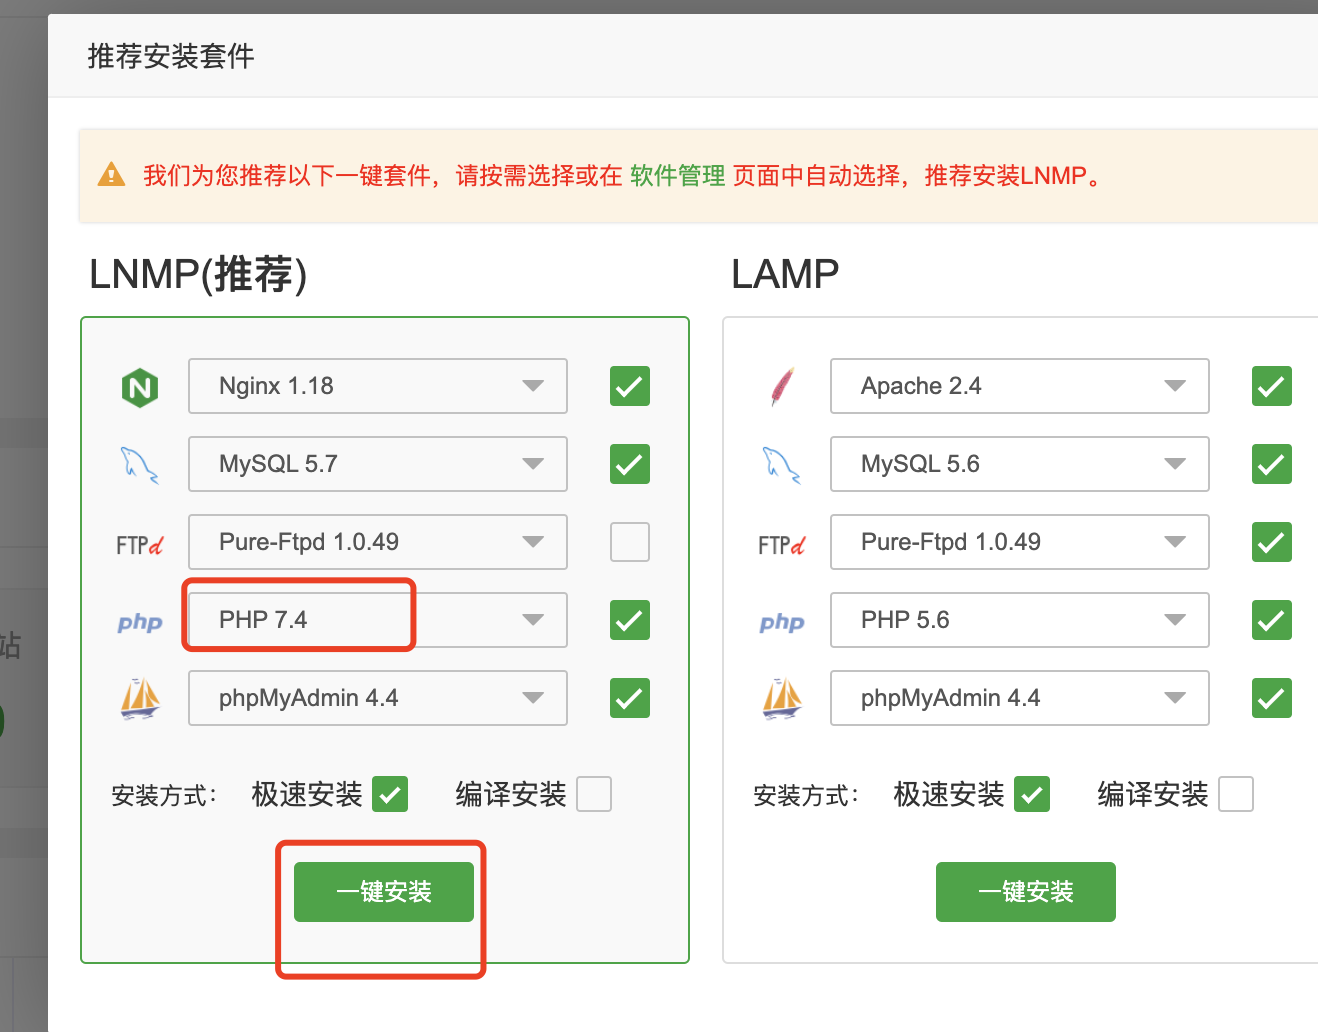 推荐安装套件
我们为您推荐以下一键套件，请按需选择或在 软件管理 页面中自动选择，推荐安装LNMP。
LNMP(推荐)
Nginx 1.18
MySQL 5.7
FTPd
Pure-Ftpd 1.0.49
php
PHP 7.4
phpMyAdmin 4.4
安装方式：
极速安装
编译安装
一键安装
LAMP
Apache 2.4
MySQL 5.6
FTPd
Pure-Ftpd 1.0.49
php
PHP 5.6
phpMyAdmin 4.4
安装方式：
极速安装
编译安装
一键安装
站